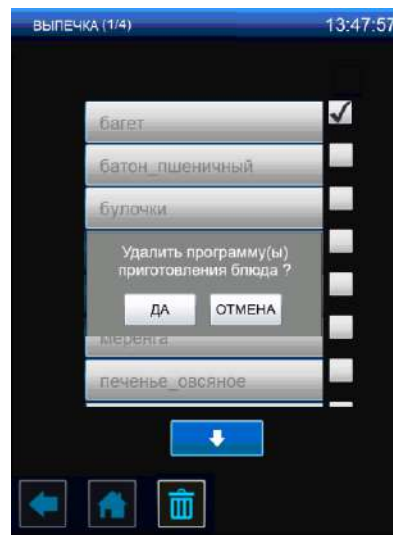 ВЫПЕЧКА (1/4) 13:47:57
багет
батон_пшеничный
булочки
Удалить программу(ы)
приготовления блюда ?
ДА ОТМЕНА
меренга
печенье_овсяное